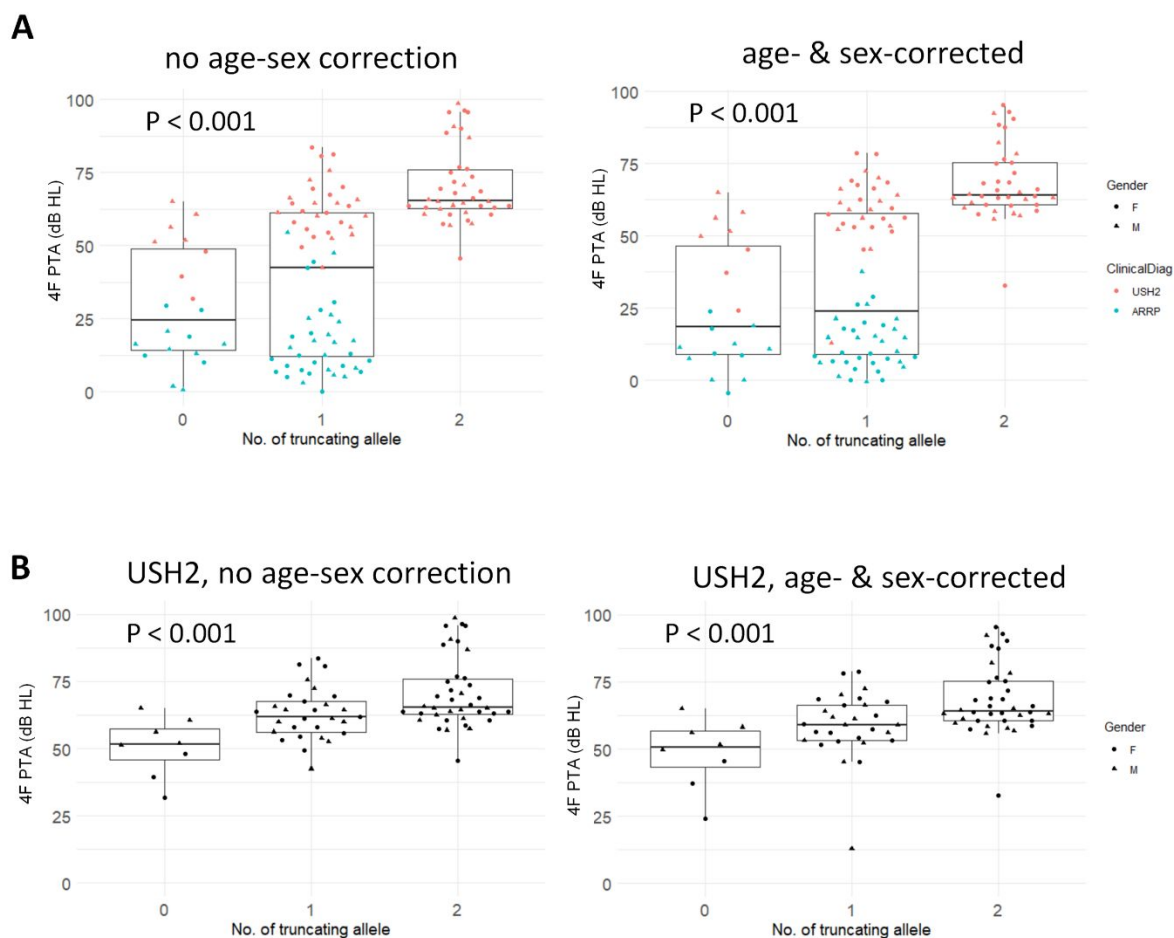 A
no age-sex correction
P < 0.001
100
75
50
25
0
4F PTA (dB HL)
0 1 2
No. of truncating allele
age- & sex-corrected
P < 0.001
100
75
50
25
0
4F PTA (dB HL)
0 1 2
No. of truncating allele
Gender
F
M
ClinicalDiag
USH2
ARRP
B
USH2, no age-sex correction
P < 0.001
100
75
50
25
0
4F PTA (dB HL)
0 1 2
No. of truncating allele
USH2, age- & sex-corrected
P < 0.001
100
75
50
25
0
4F PTA (dB HL)
0 1 2
No. of truncating allele
Gender
F
M